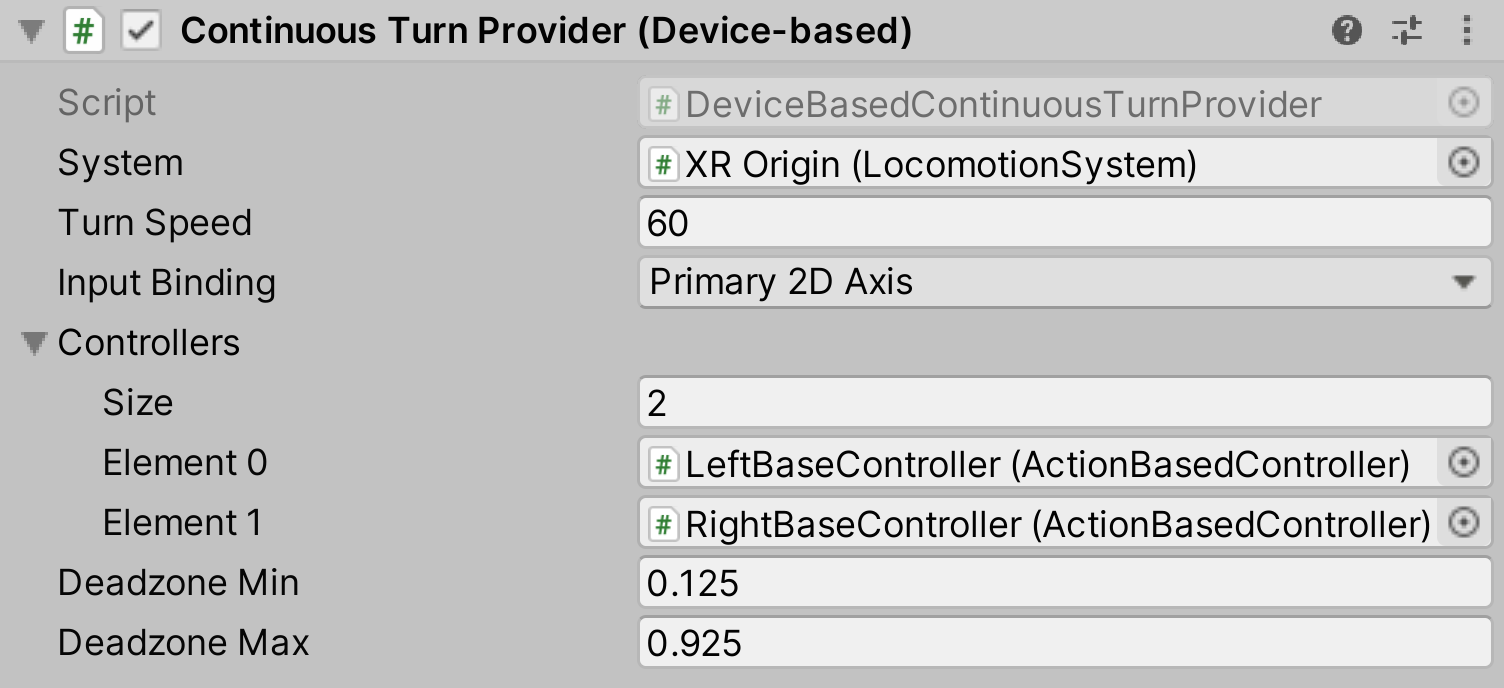 # Continuous Turn Provider (Device-based) ?
Script # DeviceBasedContinuousTurnProvider
System # XR Origin (LocomotionSystem)
Turn Speed 60
Input Binding Primary 2D Axis
Controllers
Size 2
Element 0 # LeftBaseController (ActionBasedController)
Element 1 # RightBaseController (ActionBasedController)
Deadzone Min 0.125
Deadzone Max 0.925